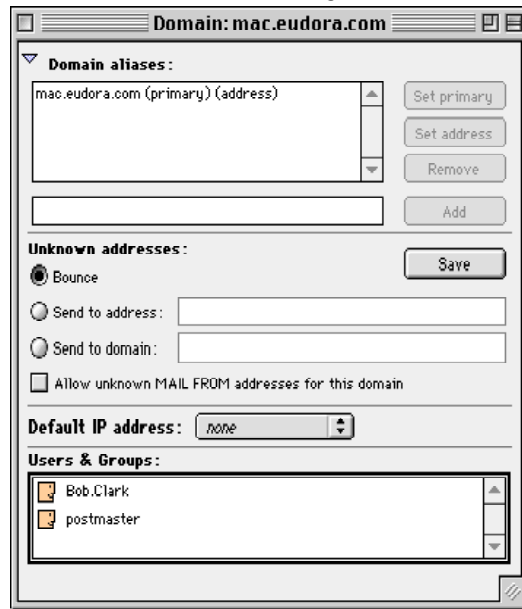 Domain: mac.eudora.com
Domain aliases:
mac.eudora.com (primary) (address)
Set primary
Set address
Remove
Add
Unknown addresses:
Save
Bounce
Send to address:
Send to domain:
Allow unknown MAIL FROM addresses for this domain
Default IP address: none
Users & Groups:
Bob.Clark
postmaster